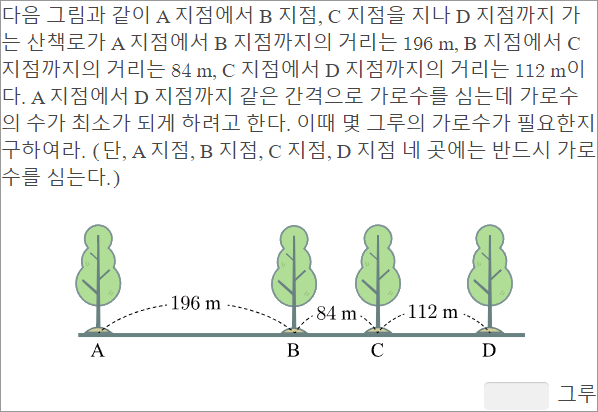 다음 그림과 같이 A 지점에서 B 지점, C 지점을 지나 D 지점까지 가
는 산책로가 A 지점에서 B 지점까지의 거리는 196 m, B 지점에서 C
지점까지의 거리는 84 m, C 지점에서 D 지점까지의 거리는 112 m이
다. A 지점에서 D 지점까지 같은 간격으로 가로수를 심는데 가로수
의 수가 최소가 되게 하려고 한다. 이때 몇 그루의 가로수가 필요한지
구하여라. (단, A 지점, B 지점, C 지점, D 지점 네 곳에는 반드시 가로
수를 심는다.)
196 m 84 m 112 m
A B C D
그루